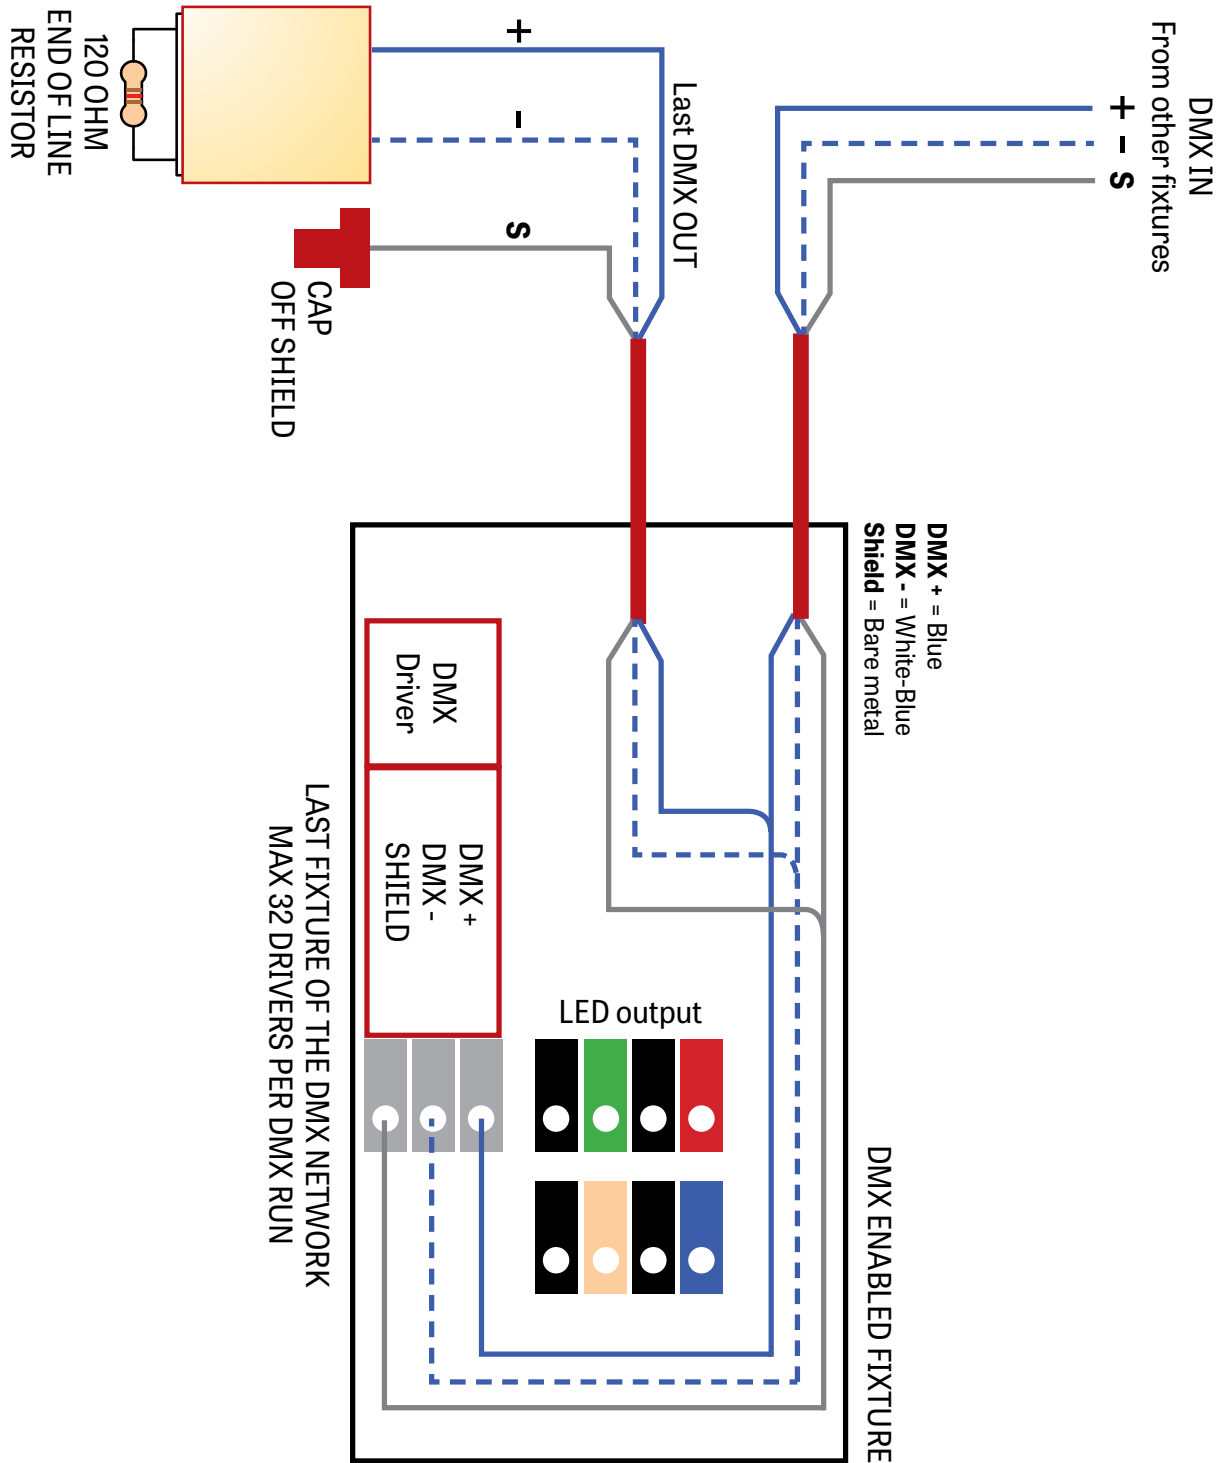 DMX IN
From other fixtures
+
-
S
DMX + = Blue
DMX - = White-Blue
Shield = Bare metal
DMX ENABLED FIXTURE
Last DMX OUT
+
-
S
120 OHM
END OF LINE
RESISTOR
CAP
OFF SHIELD
DMX
Driver
DMX +
DMX -
SHIELD
LED output
LAST FIXTURE OF THE DMX NETWORK
MAX 32 DRIVERS PER DMX RUN